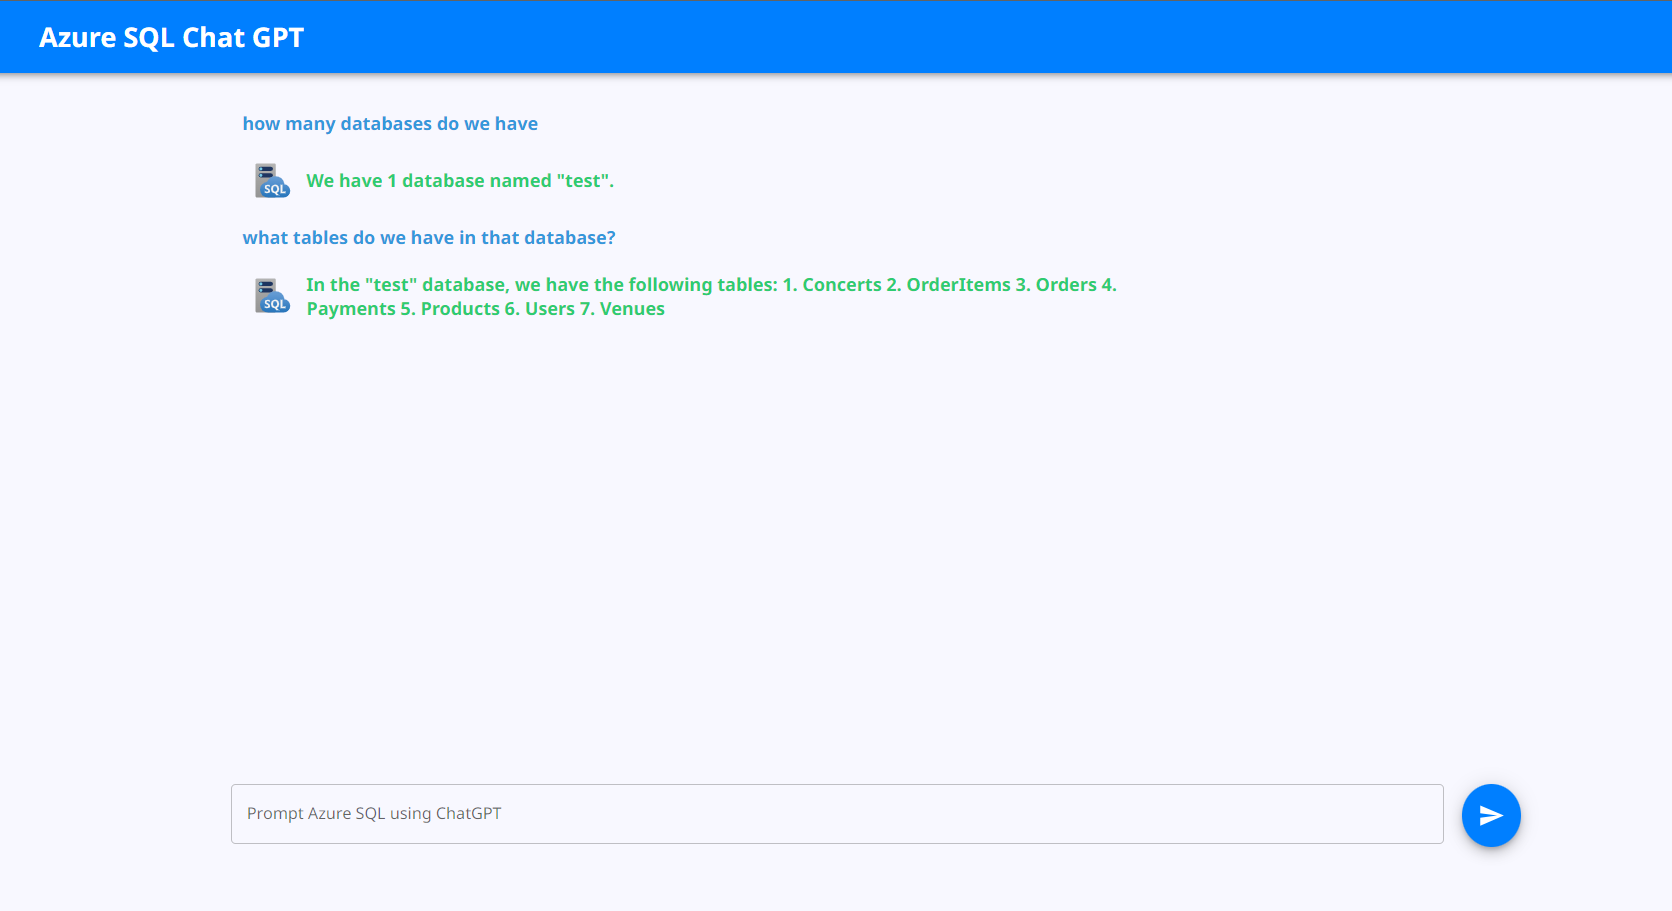 Azure SQL Chat GPT
how many databases do we have
SQL
We have 1 database named "test".
what tables do we have in that database?
SQL
In the "test" database, we have the following tables: 1. Concerts 2. OrderItems 3. Orders 4.
Payments 5. Products 6. Users 7. Venues
Prompt Azure SQL using ChatGPT